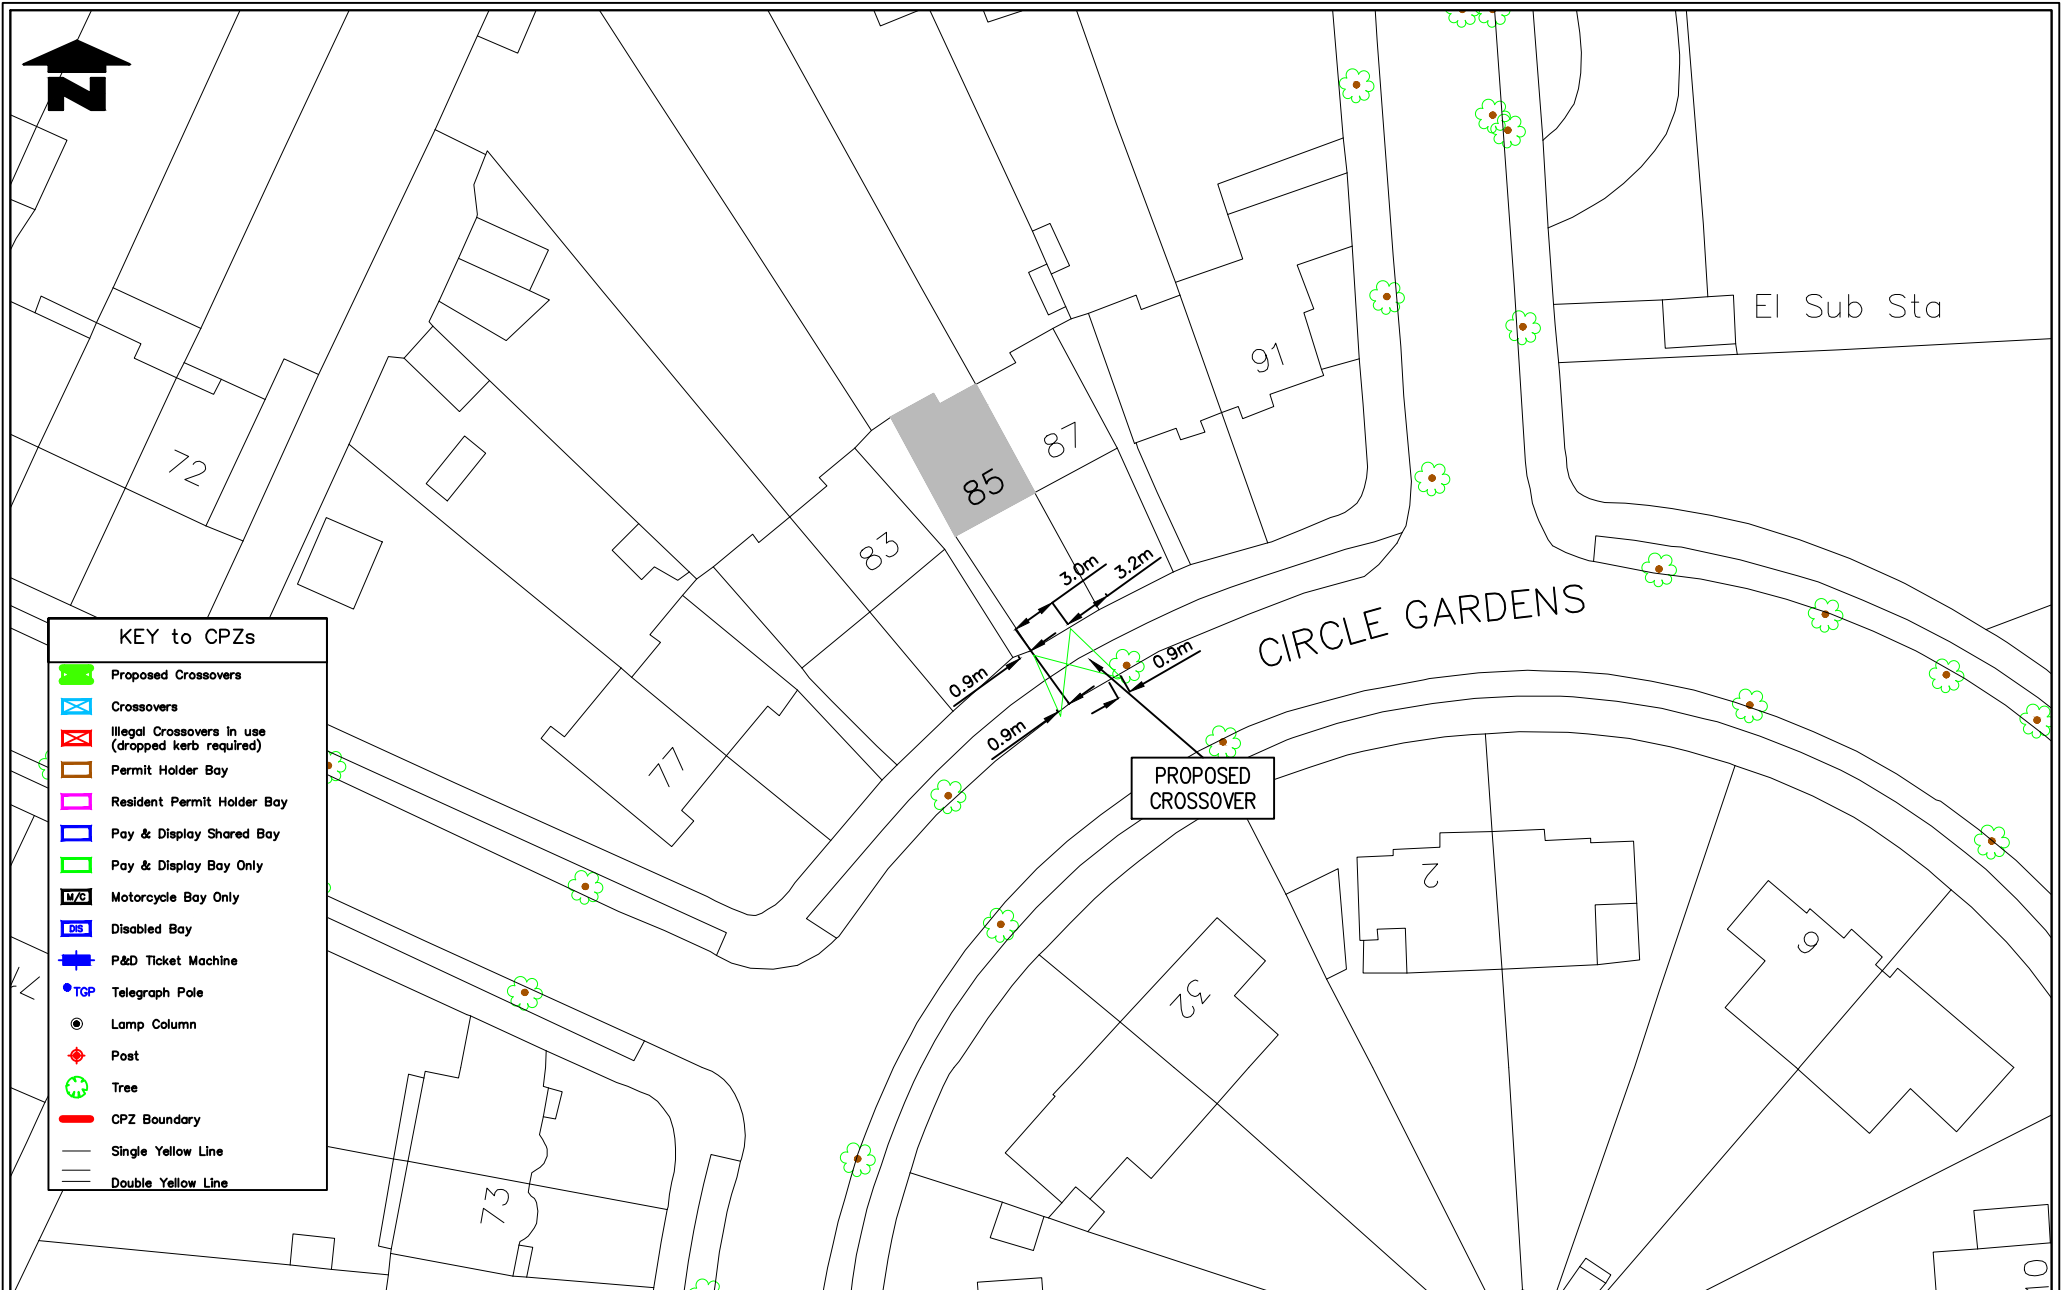 N
El Sub Sta
91
87
72
85
83
3.0m
3.2m
CIRCLE GARDENS
0.9m
0.9m
0.9m
77
PROPOSED
CROSSOVER
2
6
32
73
10
KEY to CPZs
Proposed Crossovers
Crossovers
Illegal Crossovers in use
(dropped kerb required)
Permit Holder Bay
Resident Permit Holder Bay
Pay & Display Shared Bay
Pay & Display Bay Only
M/C Motorcycle Bay Only
DIS Disabled Bay
P&D Ticket Machine
TGP Telegraph Pole
Lamp Column
Post
Tree
CPZ Boundary
Single Yellow Line
Double Yellow Line